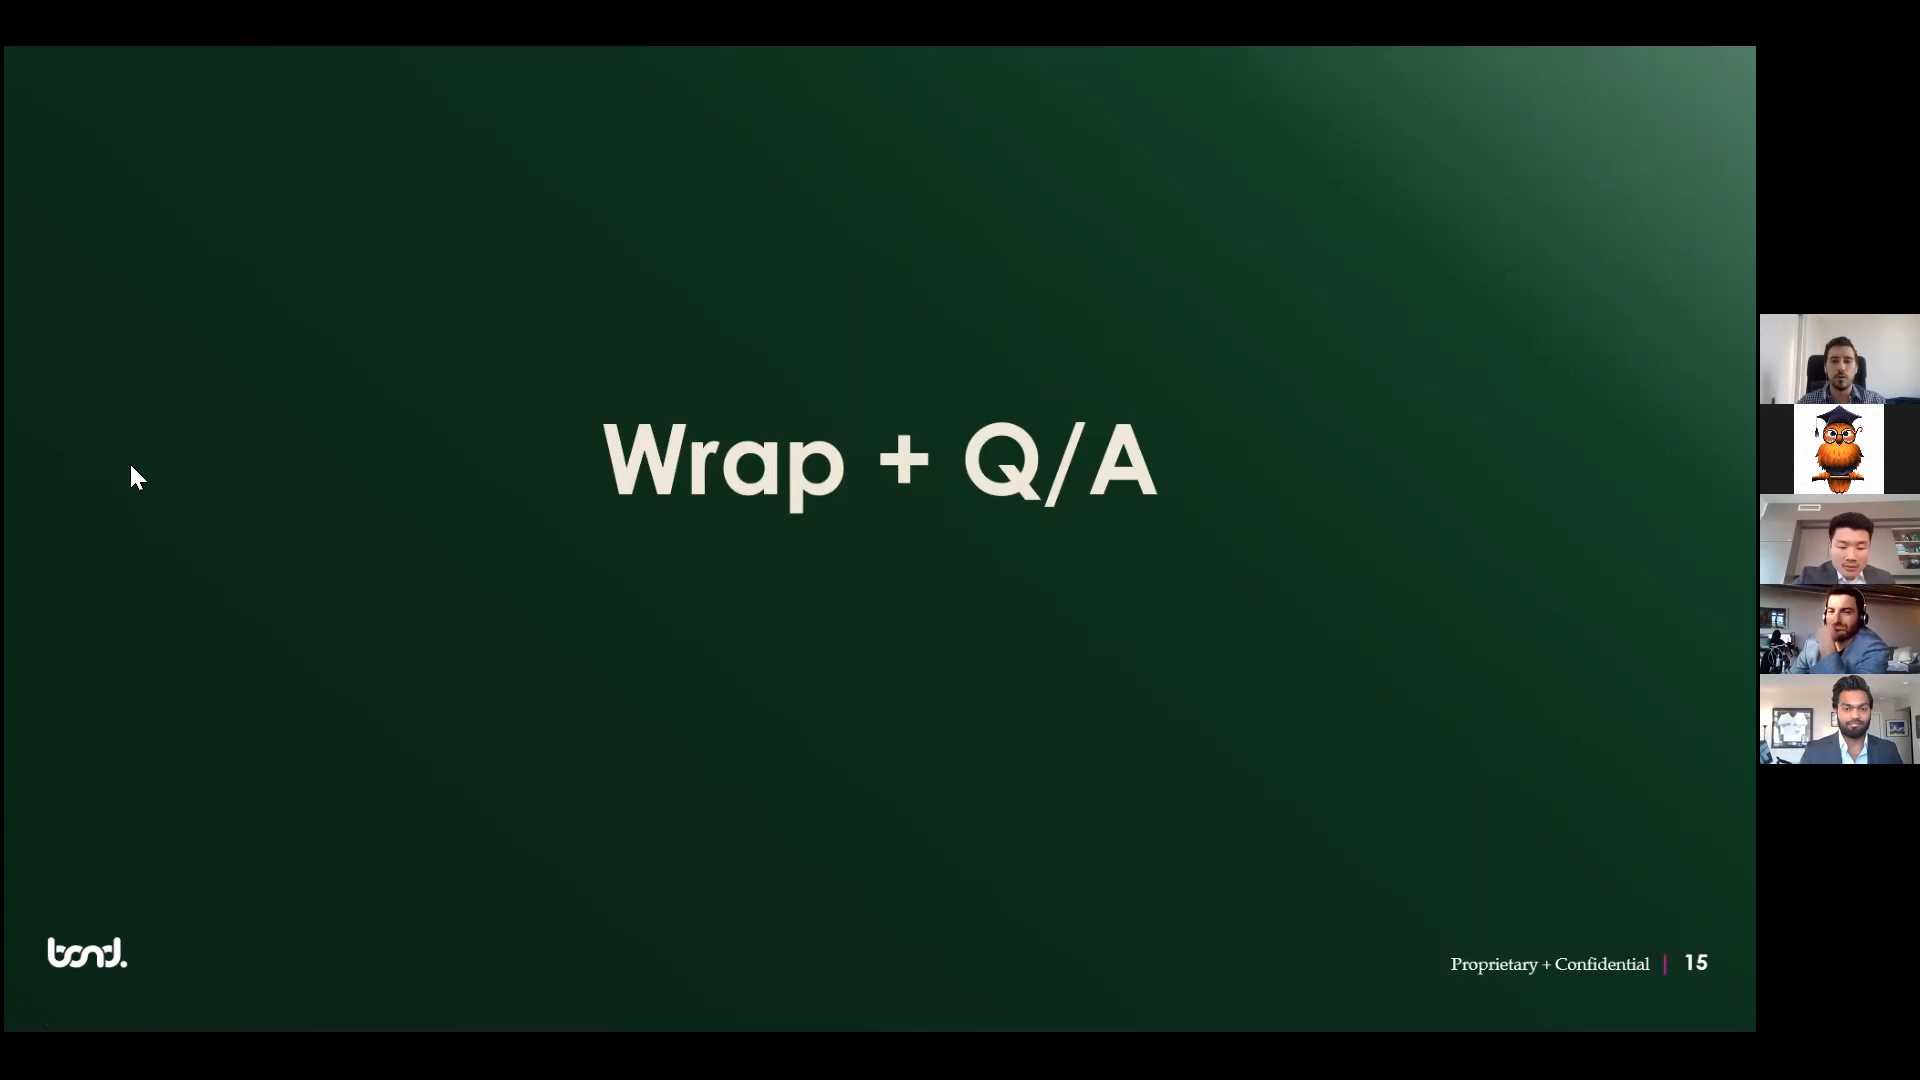 Wrap + Q/A
bond.
Proprietary + Confidential | 15